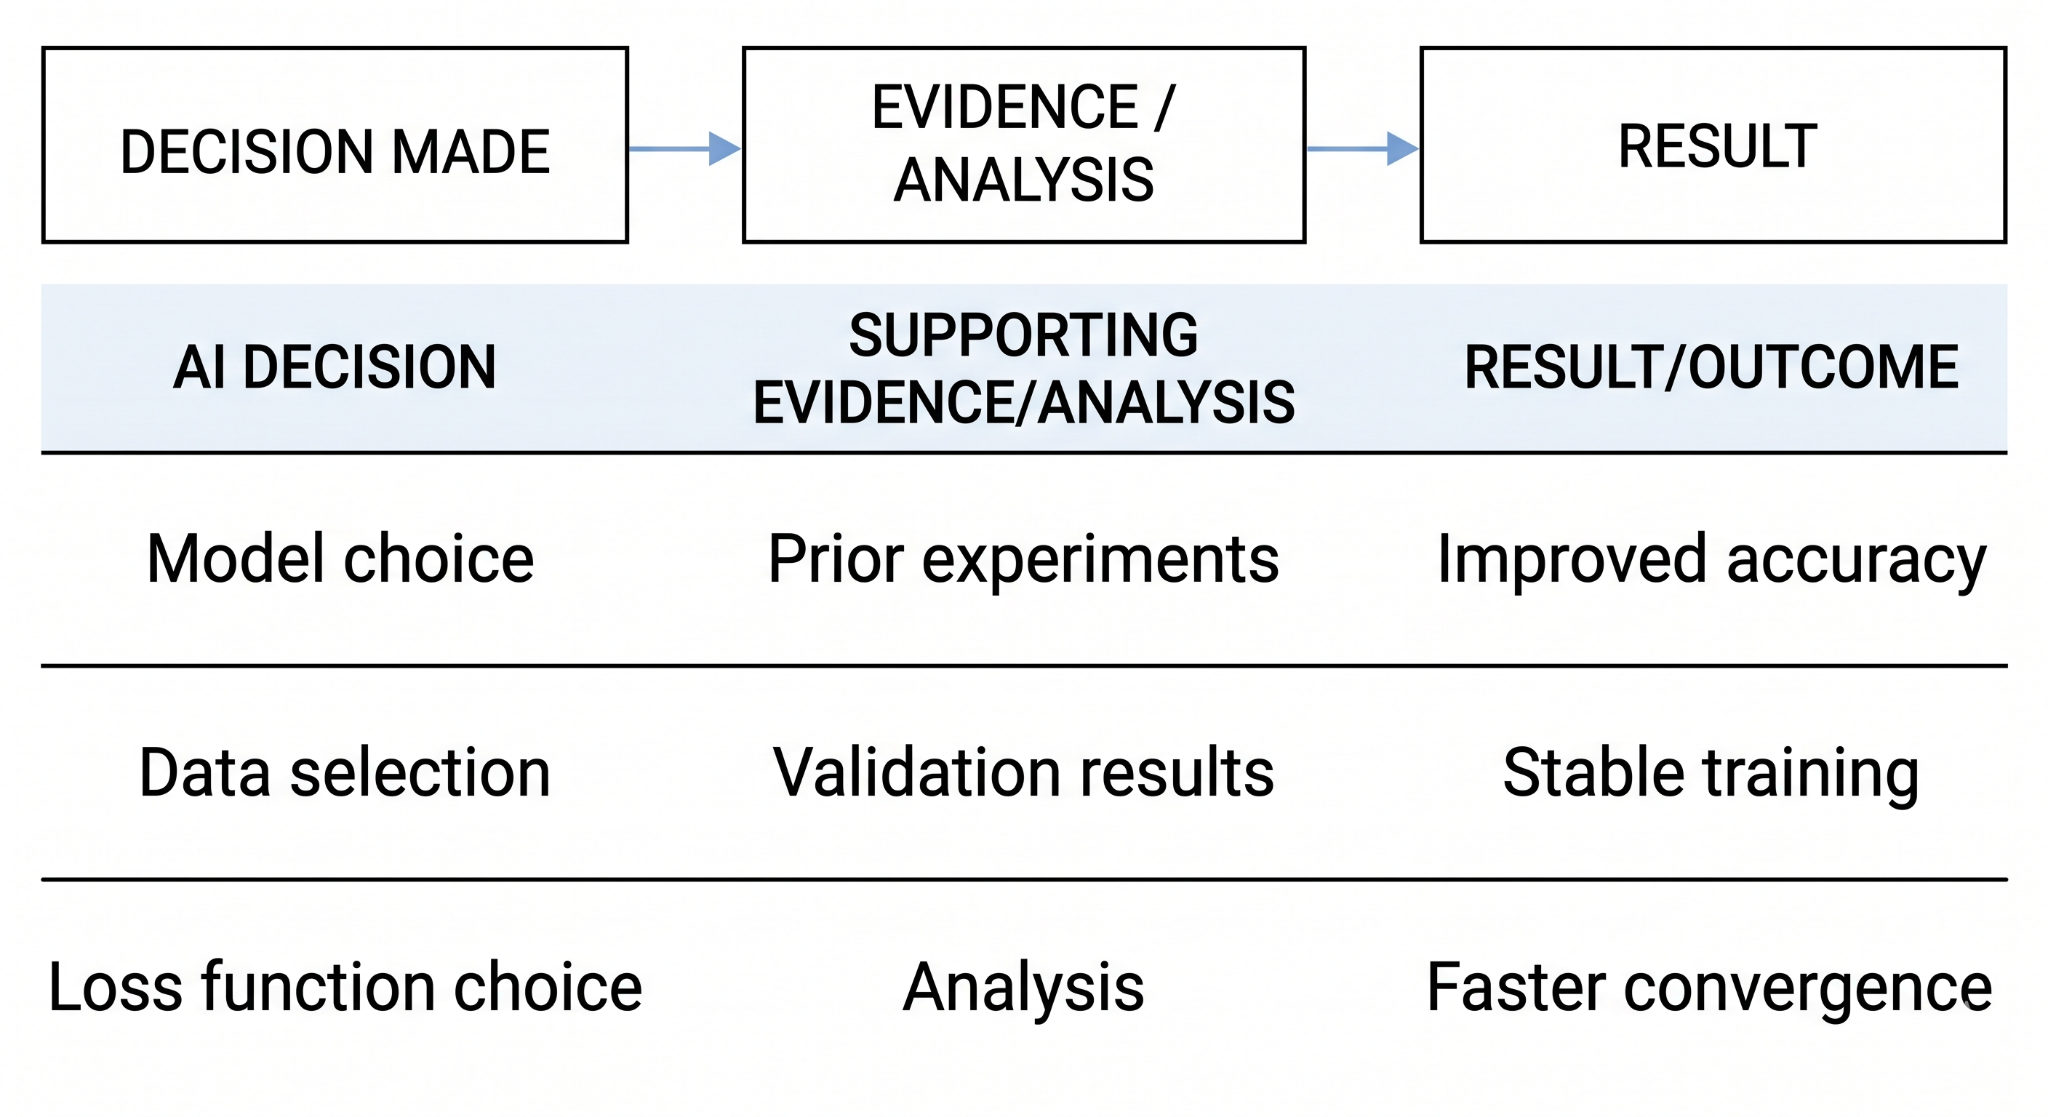 DECISION MADE
EVIDENCE /
ANALYSIS
RESULT
AI DECISION
SUPPORTING
EVIDENCE/ANALYSIS
RESULT/OUTCOME
Model choice
Prior experiments
Improved accuracy
Data selection
Validation results
Stable training
Loss function choice
Analysis
Faster convergence